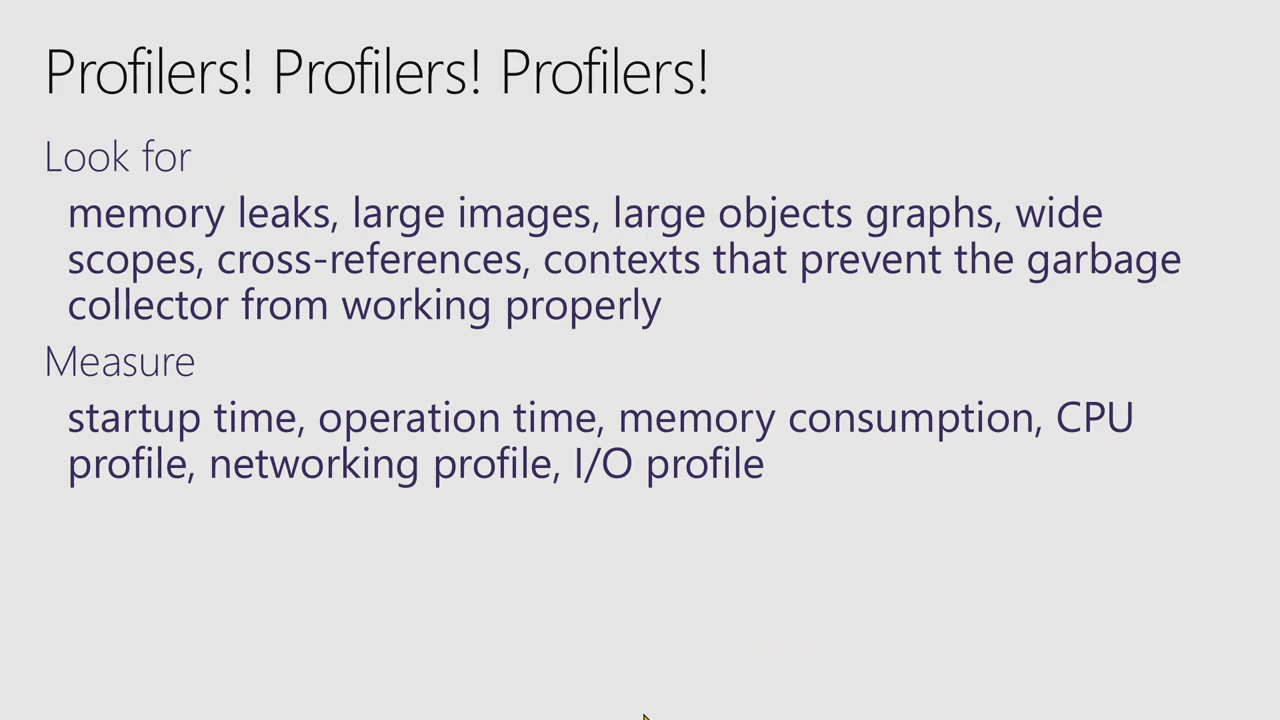 Profilers! Profilers! Profilers!
Look for
memory leaks, large images, large objects graphs, wide
scopes, cross-references, contexts that prevent the garbage
collector from working properly
Measure
startup time, operation time, memory consumption, CPU
profile, networking profile, I/O profile